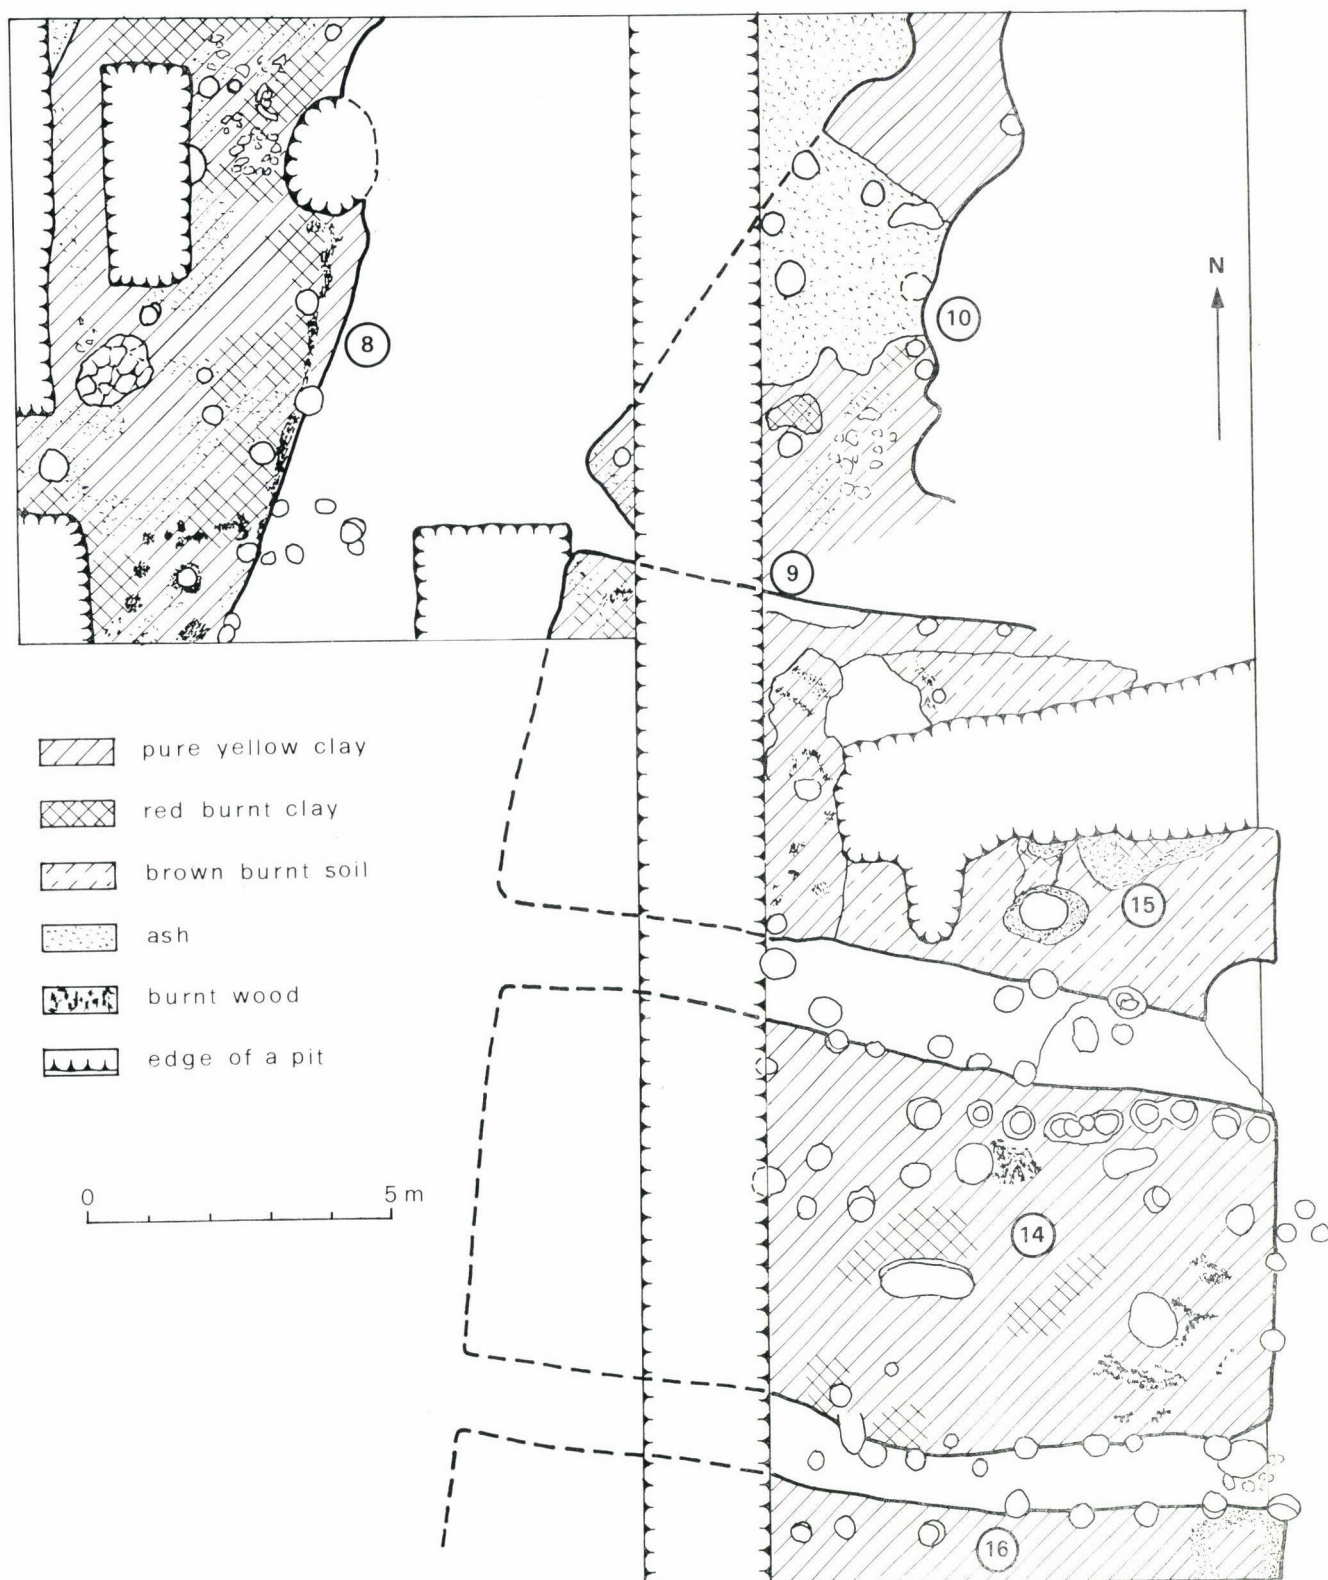 N
8
10
9
pure yellow clay
red burnt clay
brown burnt soil
ash
burnt wood
edge of a pit
15
0 5 m
14
16